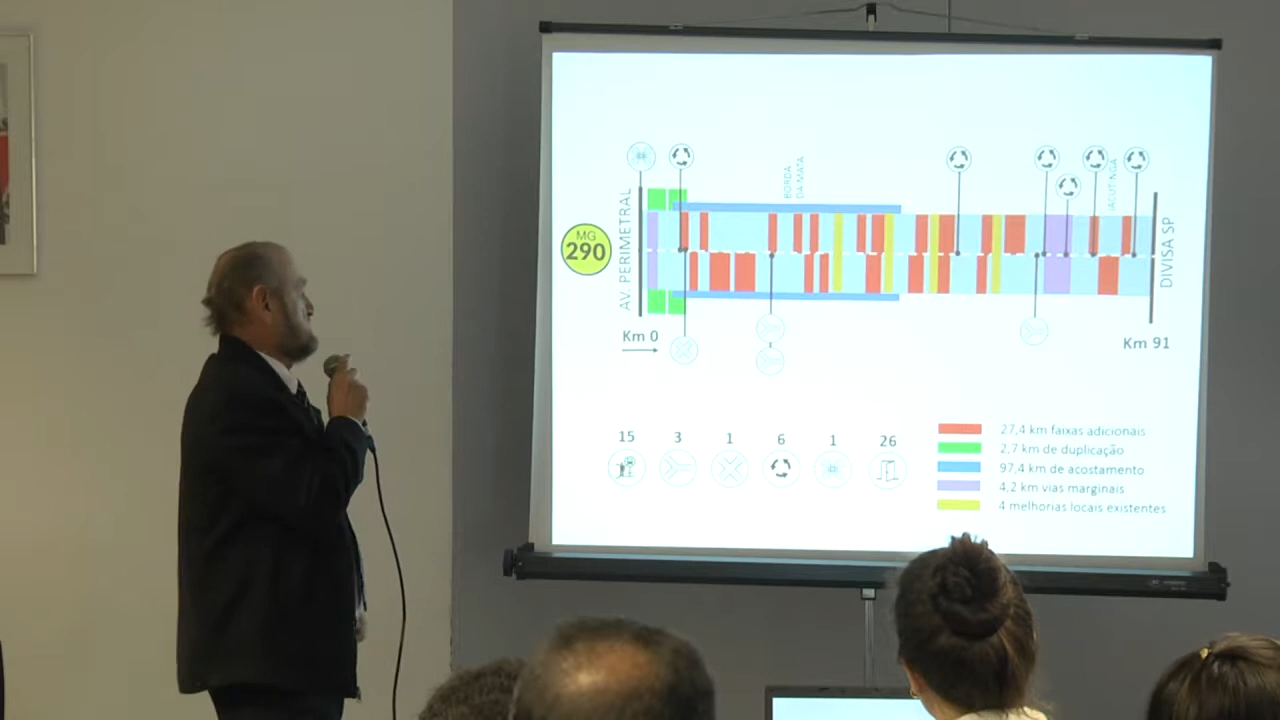 BORDA
DA MATA
IACUTINGA
MG
290
AV. PERIMETRAL
DIVISA SP
Km 0
Km 91
15 3 1 6 1 26
27,4 km faixas adicionais
2,7 km de duplicação
97,4 km de acostamento
4,2 km vias marginais
4 melhorias locais existentes